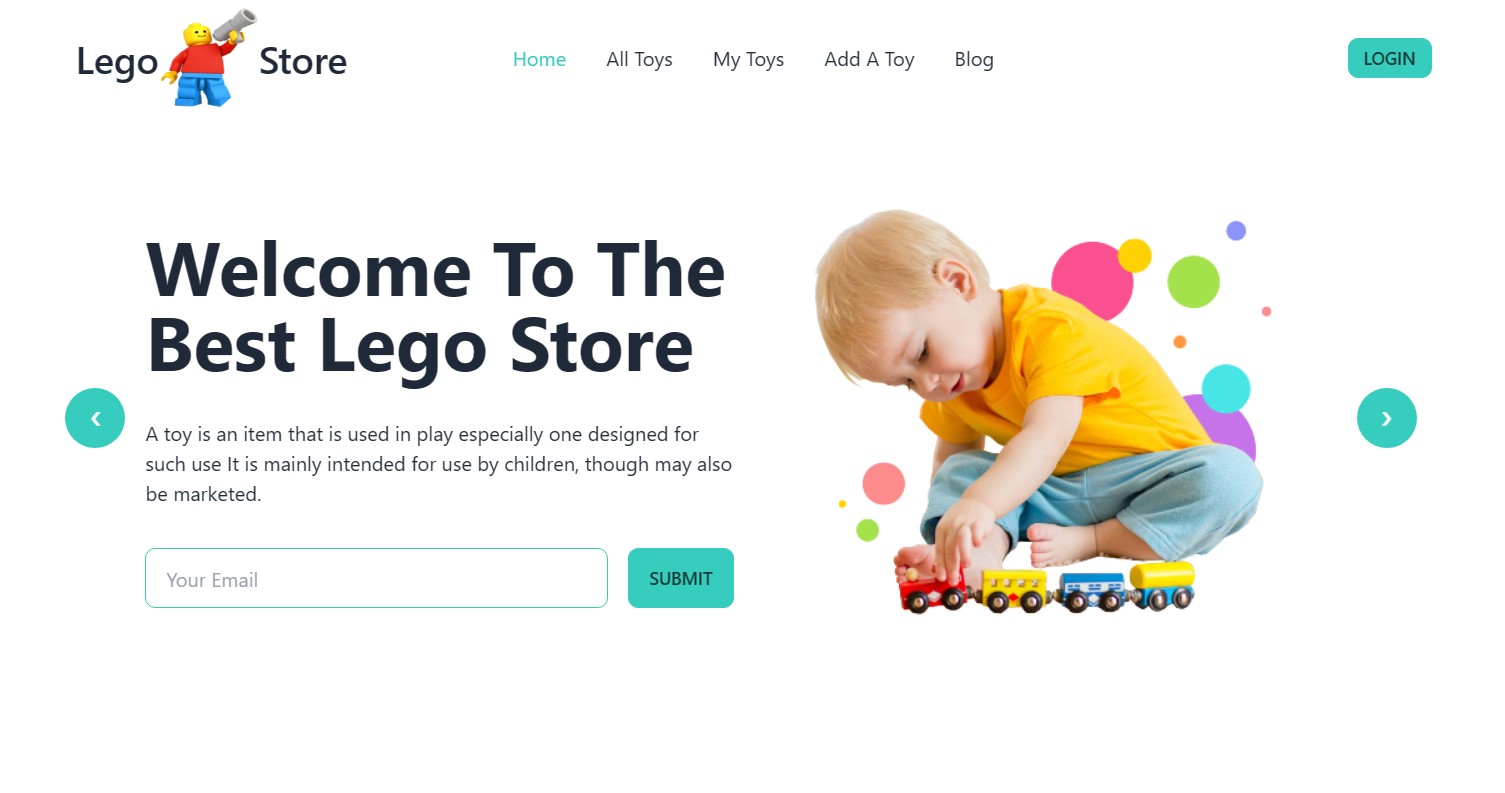 Lego Store
Home
All Toys
My Toys
Add A Toy
Blog
LOGIN
Welcome To The
Best Lego Store
A toy is an item that is used in play especially one designed for
such use It is mainly intended for use by children, though may also
be marketed.
Your Email
SUBMIT
❮
❯